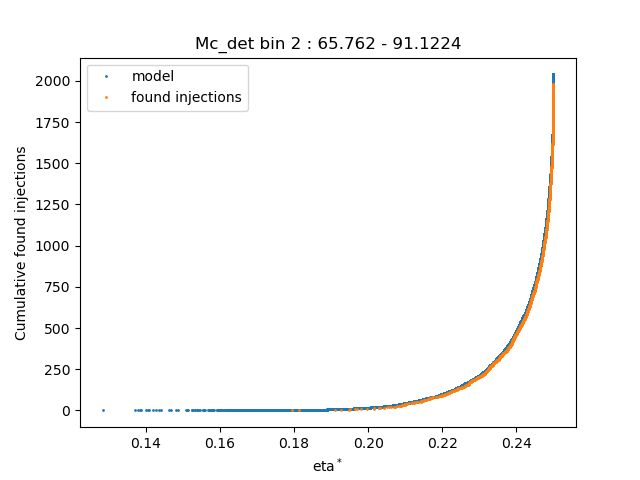 Mc_det bin 2 : 65.762 - 91.1224
model
found injections
2000
1750
1500
1250
1000
750
500
250
0
Cumulative found injections
0.14 0.16 0.18 0.20 0.22 0.24
eta*